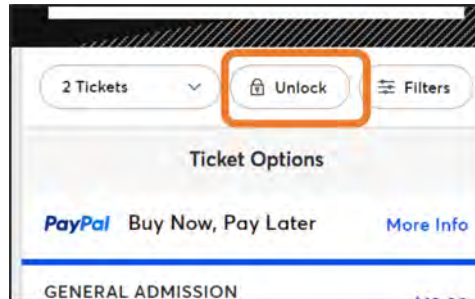 2 Tickets
Unlock
Filters
Ticket Options
PayPal Buy Now, Pay Later
More Info
GENERAL ADMISSION